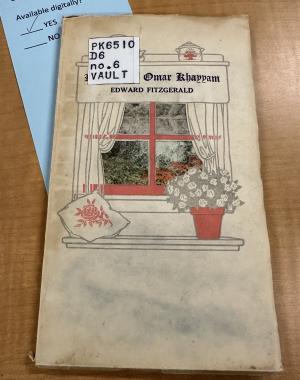 Available digitally?
YES
NO
PK6510
D6
no.6
VAULT
Omar Khayyam
EDWARD FITZGERALD